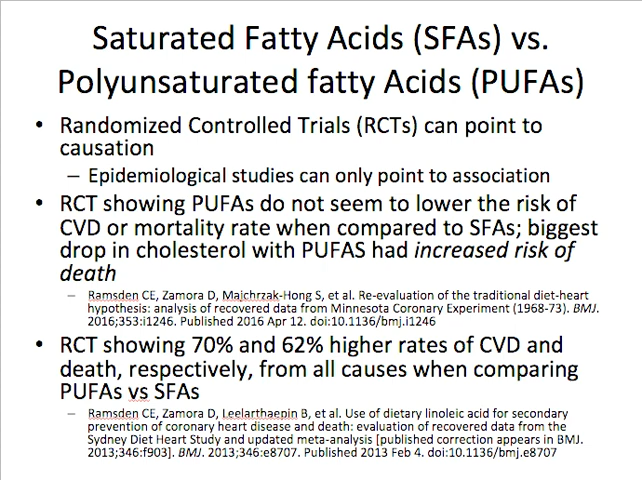 Saturated Fatty Acids (SFAs) vs.
Polyunsaturated fatty Acids (PUFAs)
• Randomized Controlled Trials (RCTs) can point to
causation
– Epidemiological studies can only point to association
• RCT showing PUFAs do not seem to lower the risk of
CVD or mortality rate when compared to SFAs; biggest
drop in cholesterol with PUFAS had increased risk of
death
– Ramsden CE, Zamora D, Majchrzak-Hong S, et al. Re-evaluation of the traditional diet-heart
hypothesis: analysis of recovered data from Minnesota Coronary Experiment (1968-73). BMJ.
2016;353:i1246. Published 2016 Apr 12. doi:10.1136/bmj.i1246
• RCT showing 70% and 62% higher rates of CVD and
death, respectively, from all causes when comparing
PUFAs vs SFAs
– Ramsden CE, Zamora D, Leelarthaepin B, et al. Use of dietary linoleic acid for secondary
prevention of coronary heart disease and death: evaluation of recovered data from the
Sydney Diet Heart Study and updated meta-analysis [published correction appears in BMJ.
2013;346:f903]. BMJ. 2013;346:e8707. Published 2013 Feb 4. doi:10.1136/bmj.e8707